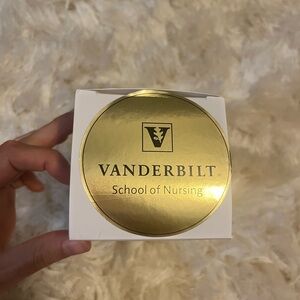 V
VANDERBILT
School of Nursing